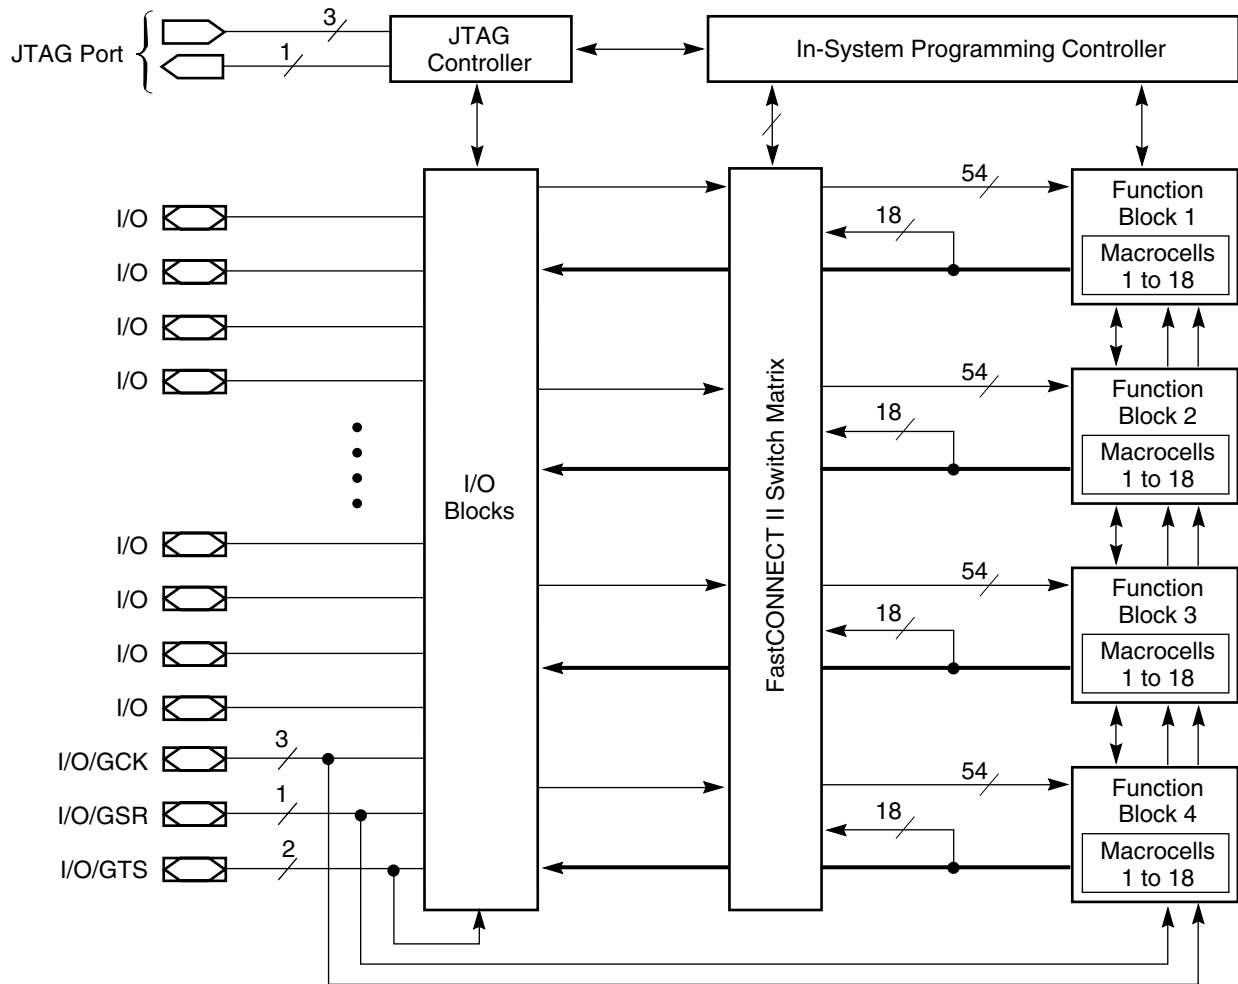 JTAG Port
3
1
JTAG
Controller
In-System Programming Controller
I/O
I/O
I/O
I/O
I/O
I/O
I/O
I/O
I/O/GCK
3
I/O/GSR
1
I/O/GTS
2
I/O
Blocks
FastCONNECT II Switch Matrix
54
18
Function
Block 1
Macrocells
1 to 18
54
18
Function
Block 2
Macrocells
1 to 18
54
18
Function
Block 3
Macrocells
1 to 18
54
18
Function
Block 4
Macrocells
1 to 18